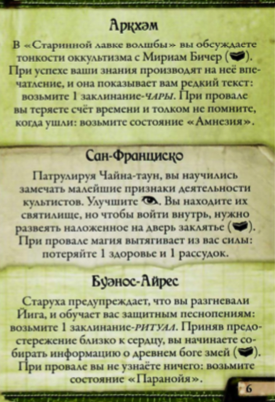 Аркхэм
В «Старинной лавке волшбы» вы обсуждаете
тонкости оккультизма с Мириам Бичер ( ).
При успехе ваши знания производят на неё впе-
чатление, и она показывает вам редкий текст:
возьмите 1 заклинание-ЧАРЫ. При провале
вы теряете счёт времени и толком не помните,
когда ушли: возьмите состояние «Амнезия».
Сан-Франциско
Патрулируя Чайна-таун, вы научились
замечать малейшие признаки деятельности
культистов. Улучшите . Вы находите их
святилище, но чтобы войти внутрь, нужно
развеять наложенное на дверь заклятье ( ).
При провале магия вытягивает из вас силы:
потеряйте 1 здоровье и 1 рассудок.
Буэнос-Айрес
Старуха предупреждает, что вы разгневали
Йига, и обучает вас защитным песнопениям:
возьмите 1 заклинание-РИТУАЛ. Приняв предо-
стережение близко к сердцу, вы начинаете со-
бирать информацию о древнем боге змей ( ).
При провале вы не узнаёте ничего: возьмите
состояние «Паранойя».
6